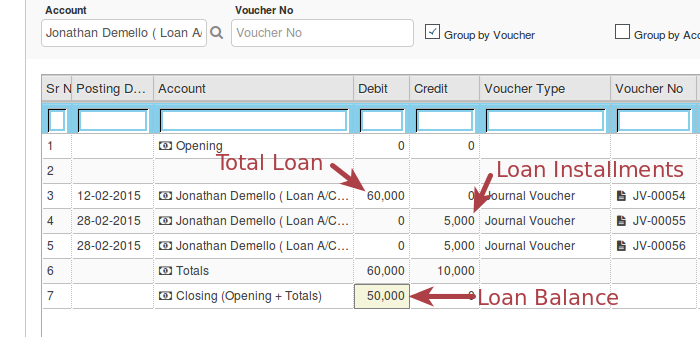 Account Voucher No
Jonathan Demello ( Loan A/ Voucher No Group by Voucher Group by Acc
Sr N Posting D... Account Debit Credit Voucher Type Voucher No
1 Opening 0 0
2
Total Loan Loan Installments
3 12-02-2015 Jonathan Demello ( Loan A/C... 60,000 0 Journal Voucher JV-00054
4 28-02-2015 Jonathan Demello ( Loan A/C... 0 5,000 Journal Voucher JV-00055
5 28-02-2015 Jonathan Demello ( Loan A/C... 0 5,000 Journal Voucher JV-00056
6 Totals 60,000 10,000
7 Closing (Opening + Totals) 50,000 0 Loan Balance